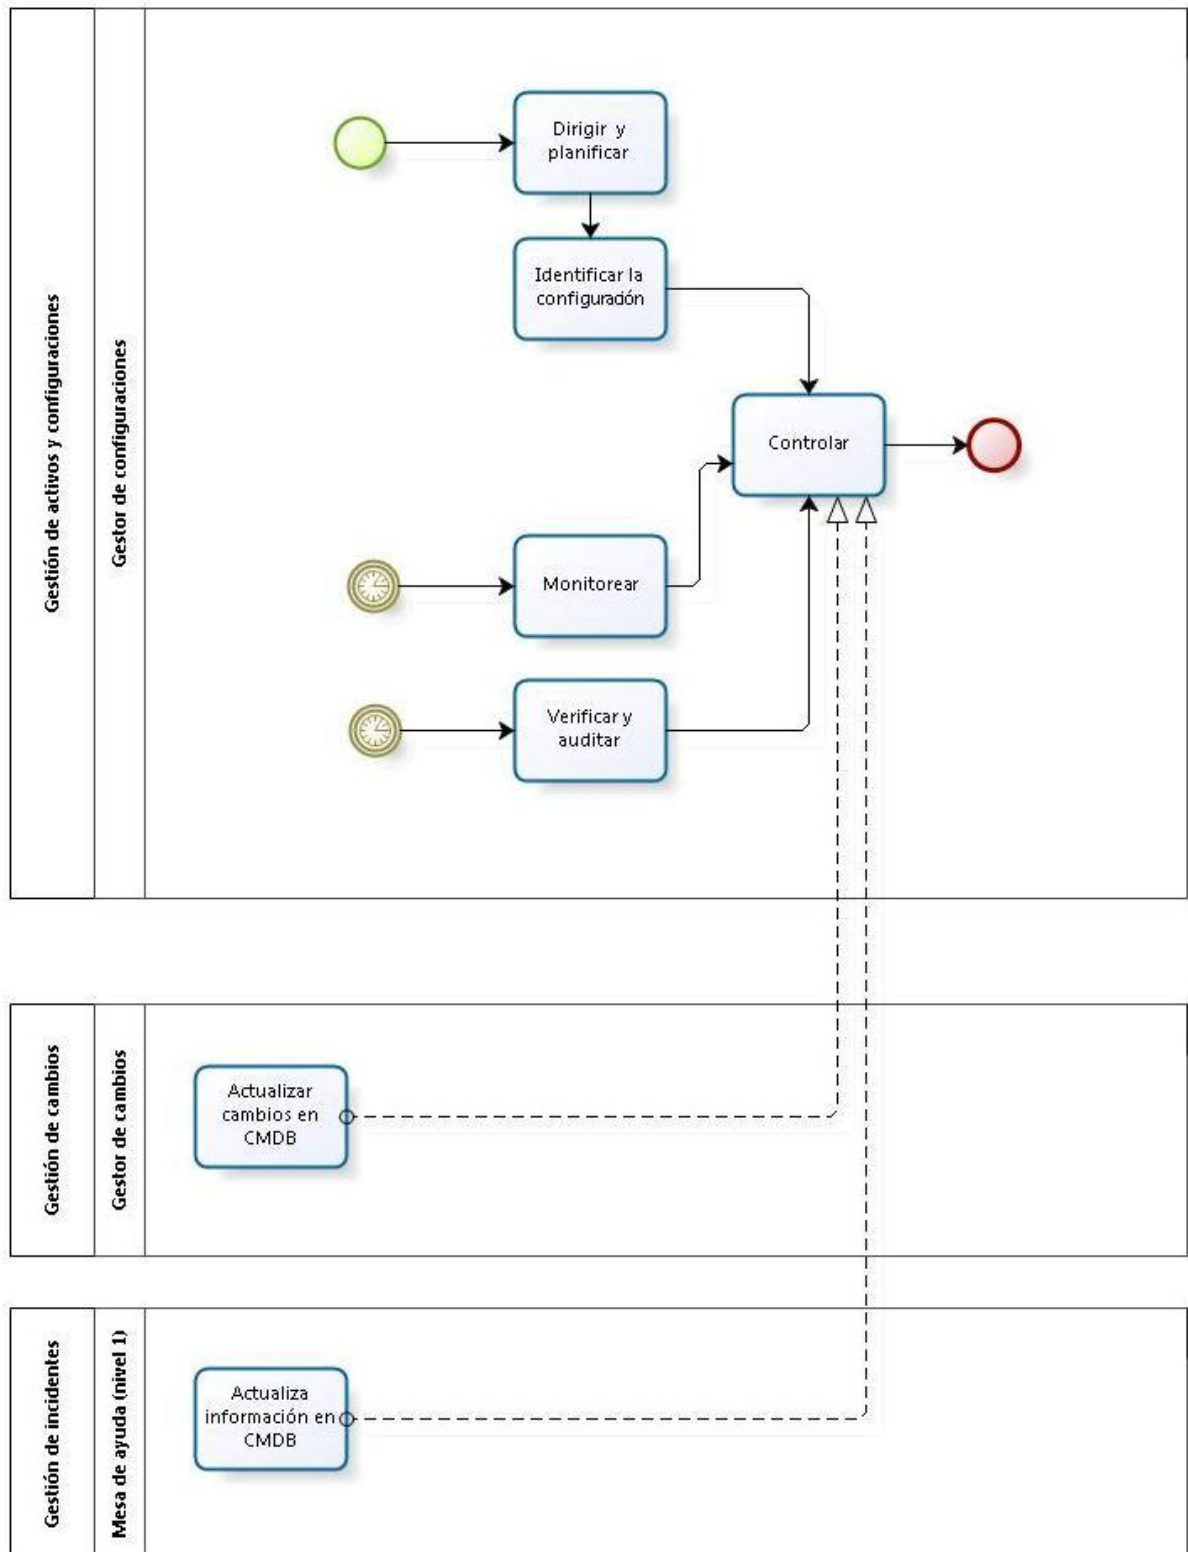 Gestión de activos y configuraciones
Gestor de configuraciones
Dirigir y
planificar
Identificar la
configuración
Controlar
Monitorear
Verificar y
auditar
Gestión de cambios
Gestor de cambios
Actualizar
cambios en
CMDB
Gestión de incidentes
Mesa de ayuda (nivel 1)
Actualiza
información en
CMDB